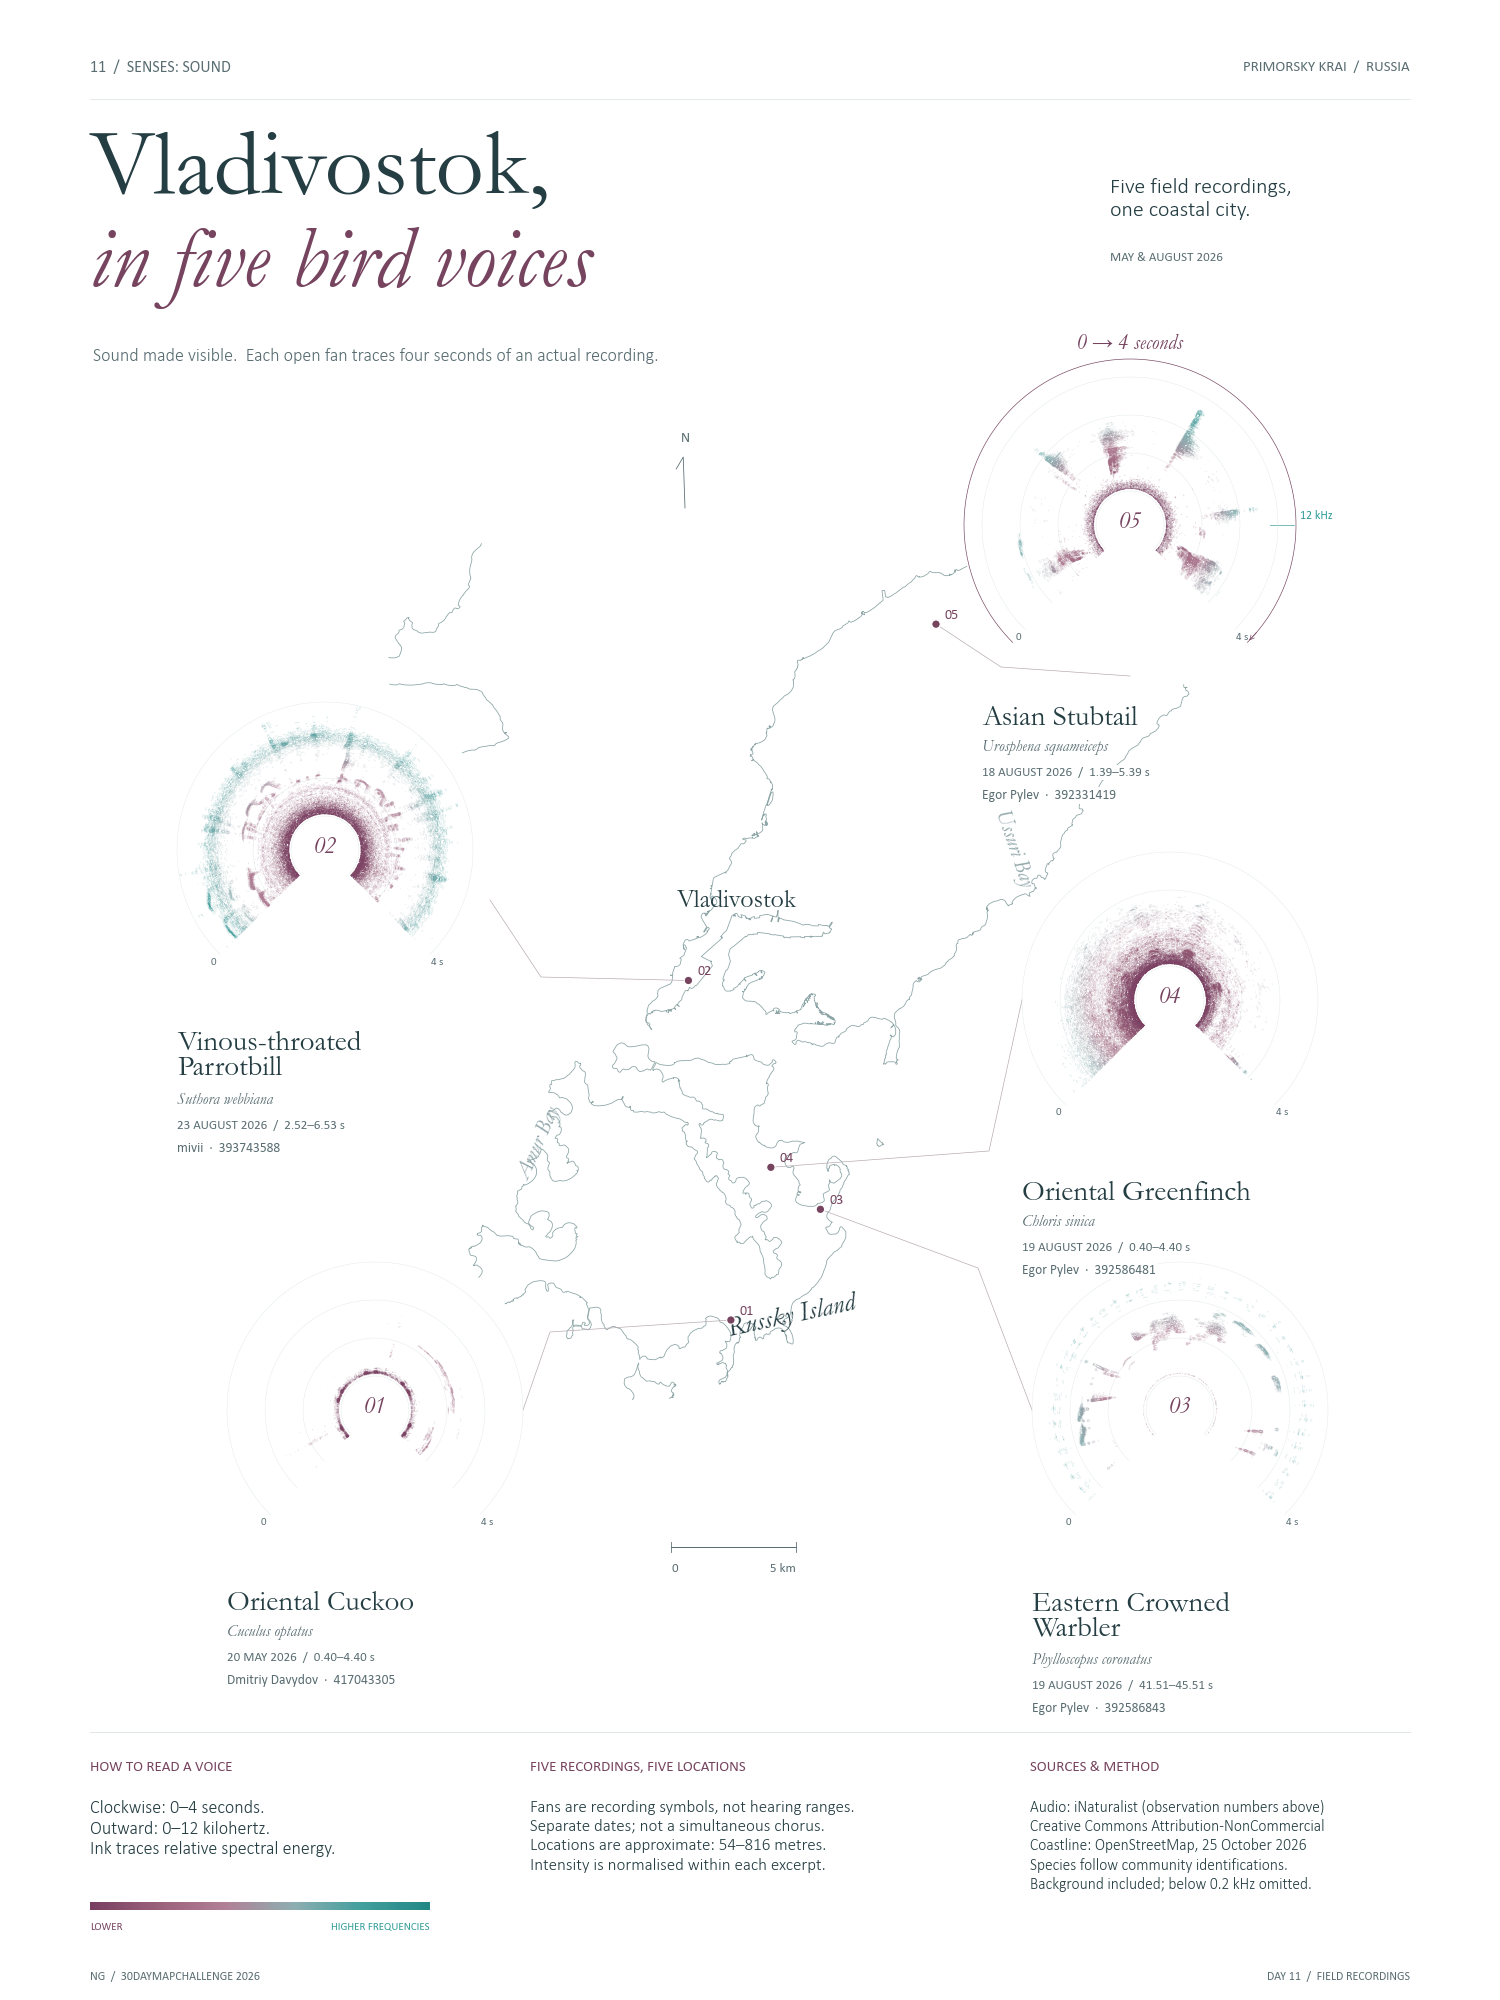 11 / SENSES: SOUND
PRIMORSKY KRAI / RUSSIA
Vladivostok,
in five bird voices
Five field recordings,
one coastal city.
MAY & AUGUST 2026
Sound made visible. Each open fan traces four seconds of an actual recording.
0 → 4 seconds
N
05
12 kHz
05
0
4 s
Asian Stubtail
Urosphena squameiceps
18 AUGUST 2026 / 1.39–5.39 s
Egor Pylev · 392331419
Ussuri Bay
02
0
4 s
Vladivostok
02
04
0
4 s
Vinous-throated
Parrotbill
Suthora webbiana
23 AUGUST 2026 / 2.52–6.53 s
mivii · 393743588
Amur Bay
04
03
Oriental Greenfinch
Chloris sinica
19 AUGUST 2026 / 0.40–4.40 s
Egor Pylev · 392586481
01
Russky Island
01
0
4 s
03
0
4 s
0
5 km
Oriental Cuckoo
Cuculus optatus
20 MAY 2026 / 0.40–4.40 s
Dmitriy Davydov · 417043305
Eastern Crowned
Warbler
Phylloscopus coronatus
19 AUGUST 2026 / 41.51–45.51 s
Egor Pylev · 392586843
HOW TO READ A VOICE
Clockwise: 0–4 seconds.
Outward: 0–12 kilohertz.
Ink traces relative spectral energy.
LOWER
HIGHER FREQUENCIES
FIVE RECORDINGS, FIVE LOCATIONS
Fans are recording symbols, not hearing ranges.
Separate dates; not a simultaneous chorus.
Locations are approximate: 54–816 metres.
Intensity is normalised within each excerpt.
SOURCES & METHOD
Audio: iNaturalist (observation numbers above)
Creative Commons Attribution-NonCommercial
Coastline: OpenStreetMap, 25 October 2026
Species follow community identifications.
Background included; below 0.2 kHz omitted.
NG / 30DAYMAPCHALLENGE 2026
DAY 11 / FIELD RECORDINGS